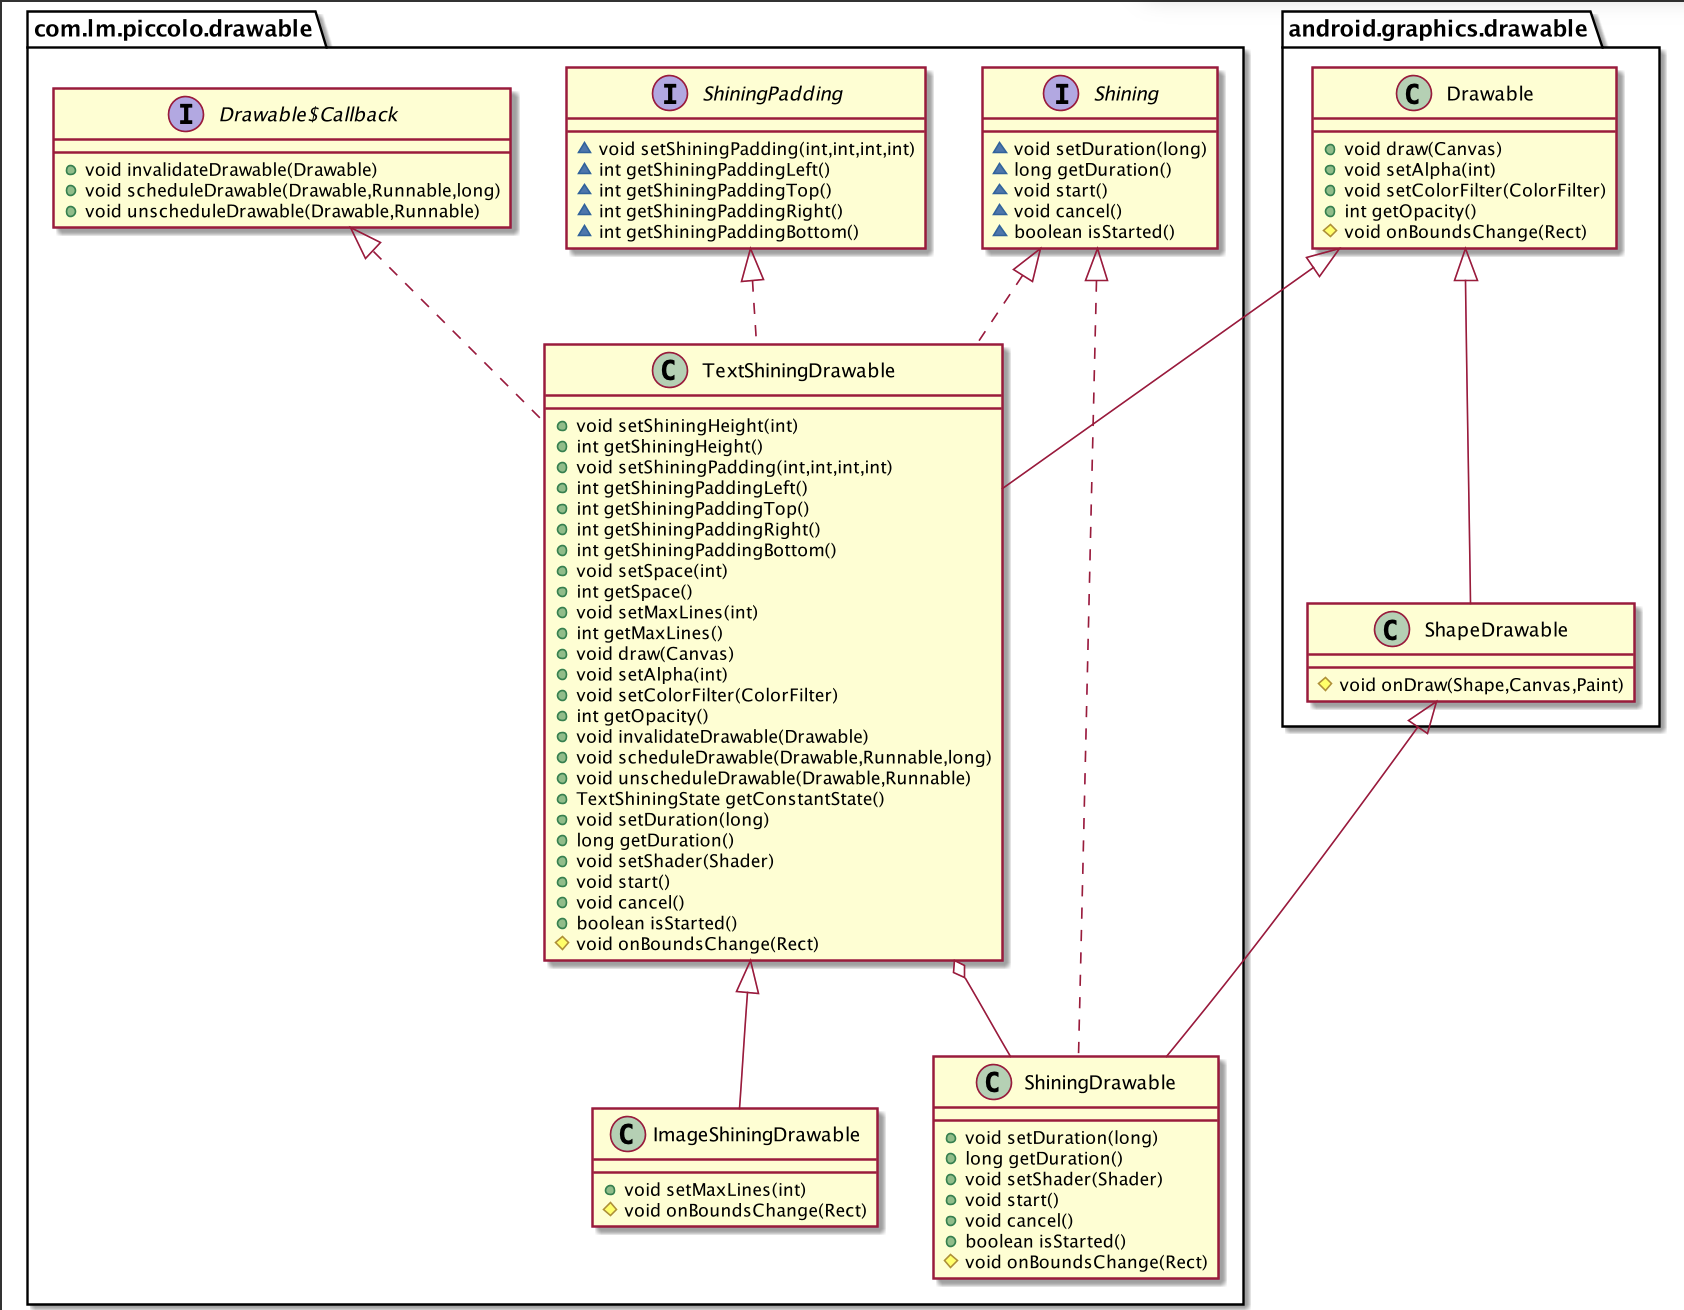 com.lm.piccolo.drawable
I Drawable$Callback
void invalidateDrawable(Drawable)
void scheduleDrawable(Drawable,Runnable,long)
void unscheduleDrawable(Drawable,Runnable)
I ShiningPadding
void setShiningPadding(int,int,int,int)
int getShiningPaddingLeft()
int getShiningPaddingTop()
int getShiningPaddingRight()
int getShiningPaddingBottom()
I Shining
void setDuration(long)
long getDuration()
void start()
void cancel()
boolean isStarted()
android.graphics.drawable
C Drawable
void draw(Canvas)
void setAlpha(int)
void setColorFilter(ColorFilter)
int getOpacity()
void onBoundsChange(Rect)
C TextShiningDrawable
void setShiningHeight(int)
int getShiningHeight()
void setShiningPadding(int,int,int,int)
int getShiningPaddingLeft()
int getShiningPaddingTop()
int getShiningPaddingRight()
int getShiningPaddingBottom()
void setSpace(int)
int getSpace()
void setMaxLines(int)
int getMaxLines()
void draw(Canvas)
void setAlpha(int)
void setColorFilter(ColorFilter)
int getOpacity()
void invalidateDrawable(Drawable)
void scheduleDrawable(Drawable,Runnable,long)
void unscheduleDrawable(Drawable,Runnable)
TextShiningState getConstantState()
void setDuration(long)
long getDuration()
void setShader(Shader)
void start()
void cancel()
boolean isStarted()
void onBoundsChange(Rect)
C ShapeDrawable
void onDraw(Shape,Canvas,Paint)
C ImageShiningDrawable
void setMaxLines(int)
void onBoundsChange(Rect)
C ShiningDrawable
void setDuration(long)
long getDuration()
void setShader(Shader)
void start()
void cancel()
boolean isStarted()
void onBoundsChange(Rect)